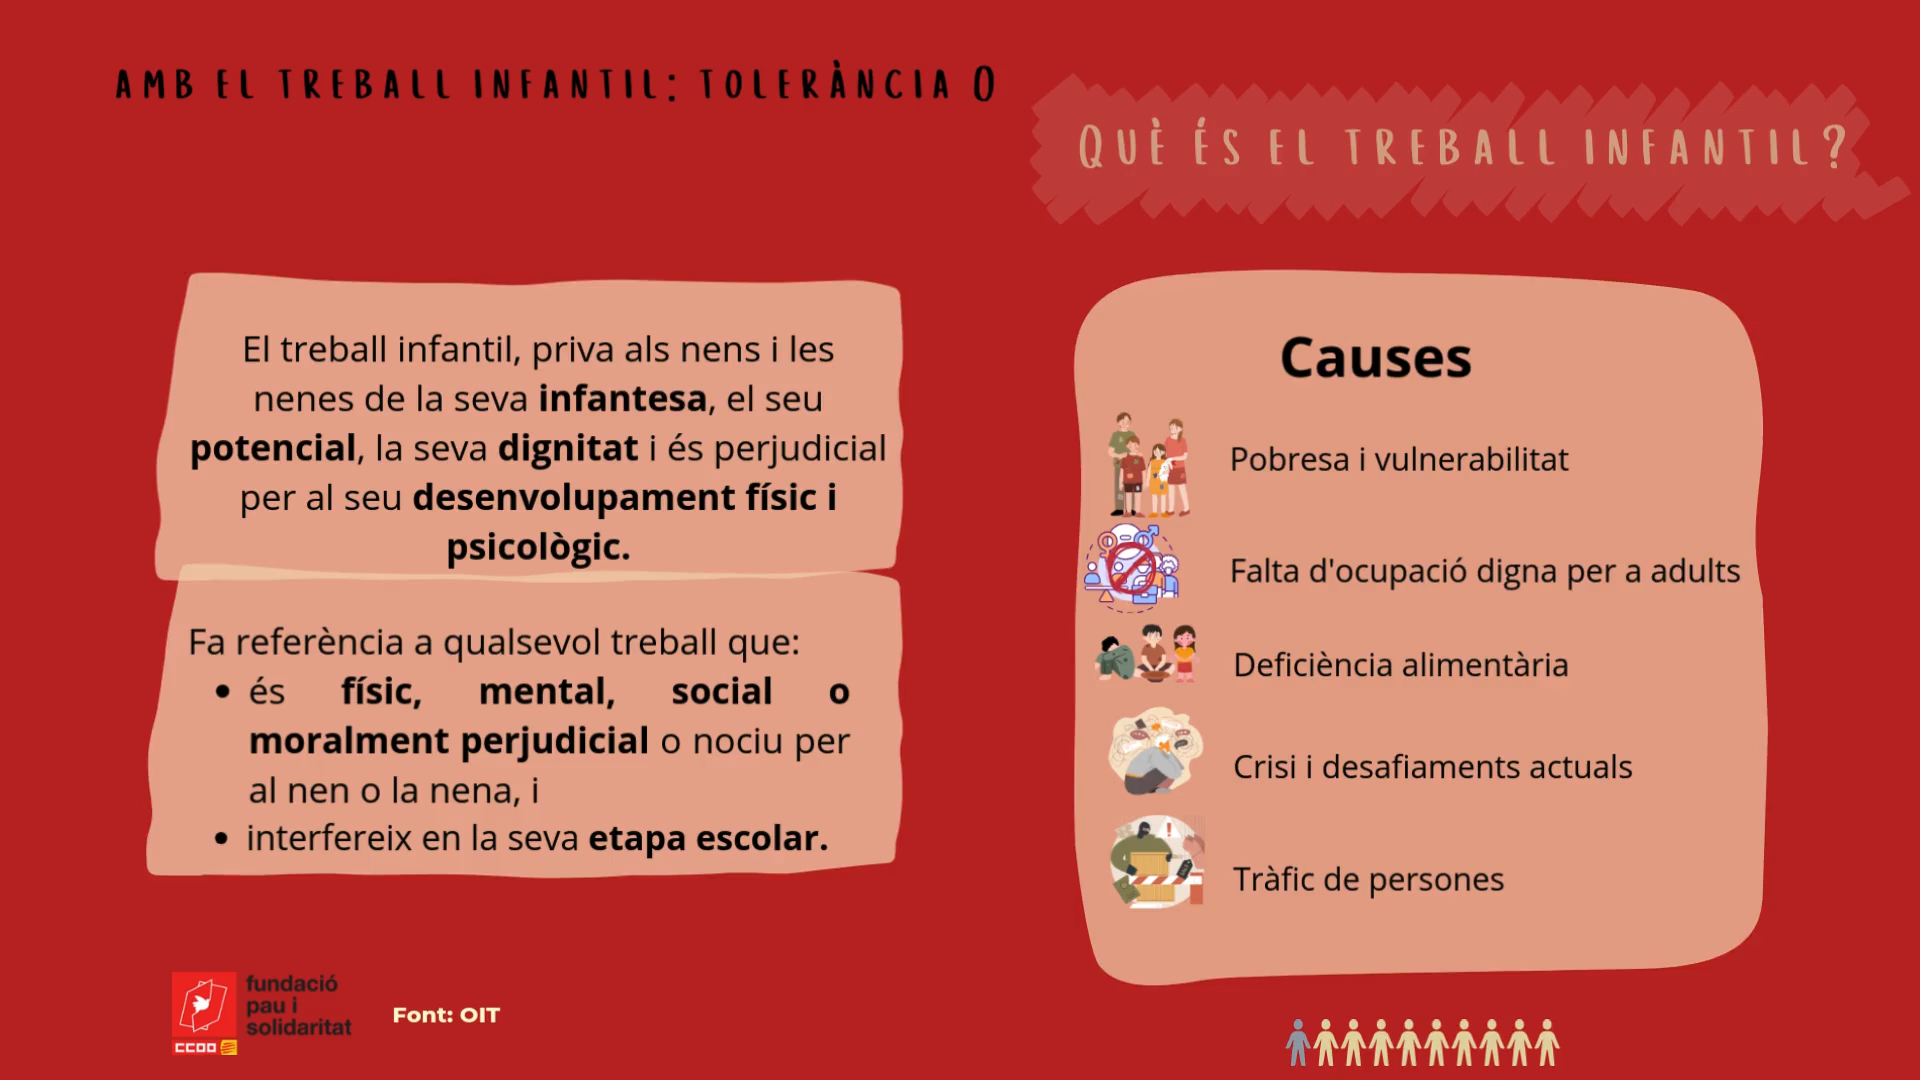 AMB EL TREBALL INFANTIL: TOLERÀNCIA 0
QUÈ ÉS EL TREBALL INFANTIL?
El treball infantil, priva als nens i les
nenes de la seva infantesa, el seu
potencial, la seva dignitat i és perjudicial
per al seu desenvolupament físic i
psicològic.
Fa referència a qualsevol treball que:
• és físic, mental, social o
moralment perjudicial o nociu per
al nen o la nena, i
• interfereix en la seva etapa escolar.
Causes
Pobresa i vulnerabilitat
Falta d'ocupació digna per a adults
Deficiència alimentària
Crisi i desafiaments actuals
Tràfic de persones
fundació
pau i
solidaritat
CCOO
Font: OIT